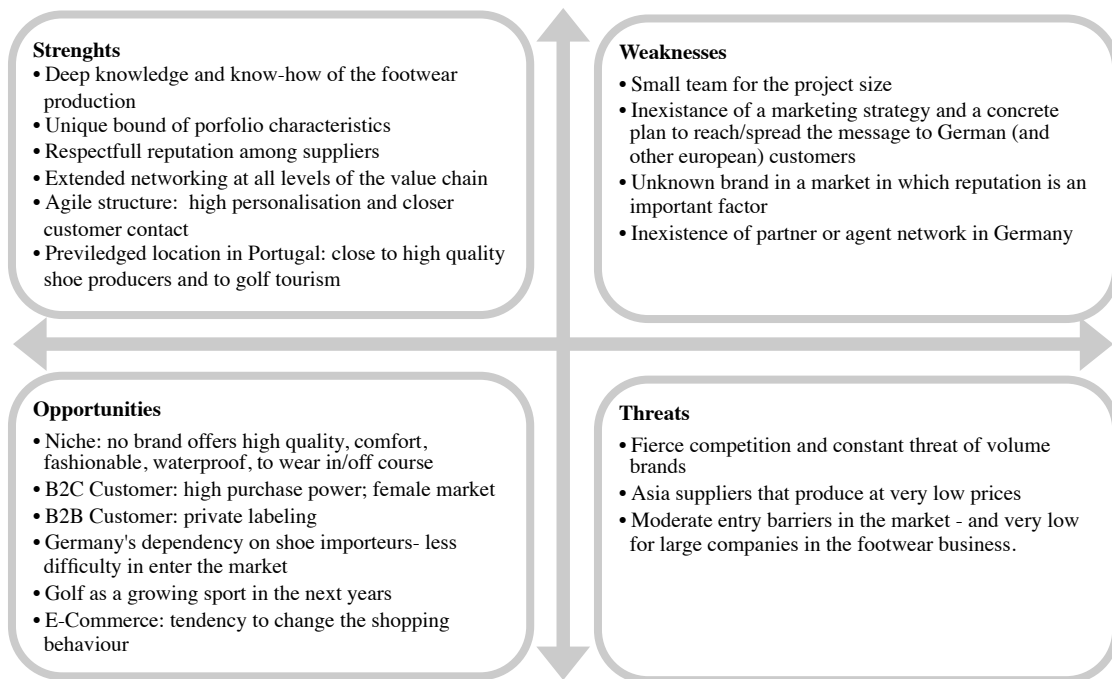 Strenghts
• Deep knowledge and know-how of the footwear
production
• Unique bound of porfolio characteristics
• Respectfull reputation among suppliers
• Extended networking at all levels of the value chain
• Agile structure: high personalisation and closer
customer contact
• Previledged location in Portugal: close to high quality
shoe producers and to golf tourism
Weaknesses
• Small team for the project size
• Inexistance of a marketing strategy and a concrete
plan to reach/spread the message to German (and
other european) customers
• Unknown brand in a market in which reputation is an
important factor
• Inexistence of partner or agent network in Germany
Opportunities
• Niche: no brand offers high quality, comfort,
fashionable, waterproof, to wear in/off course
• B2C Customer: high purchase power; female market
• B2B Customer: private labeling
• Germany's dependency on shoe importeurs- less
difficulty in enter the market
• Golf as a growing sport in the next years
• E-Commerce: tendency to change the shopping
behaviour
Threats
• Fierce competition and constant threat of volume
brands
• Asia suppliers that produce at very low prices
• Moderate entry barriers in the market - and very low
for large companies in the footwear business.